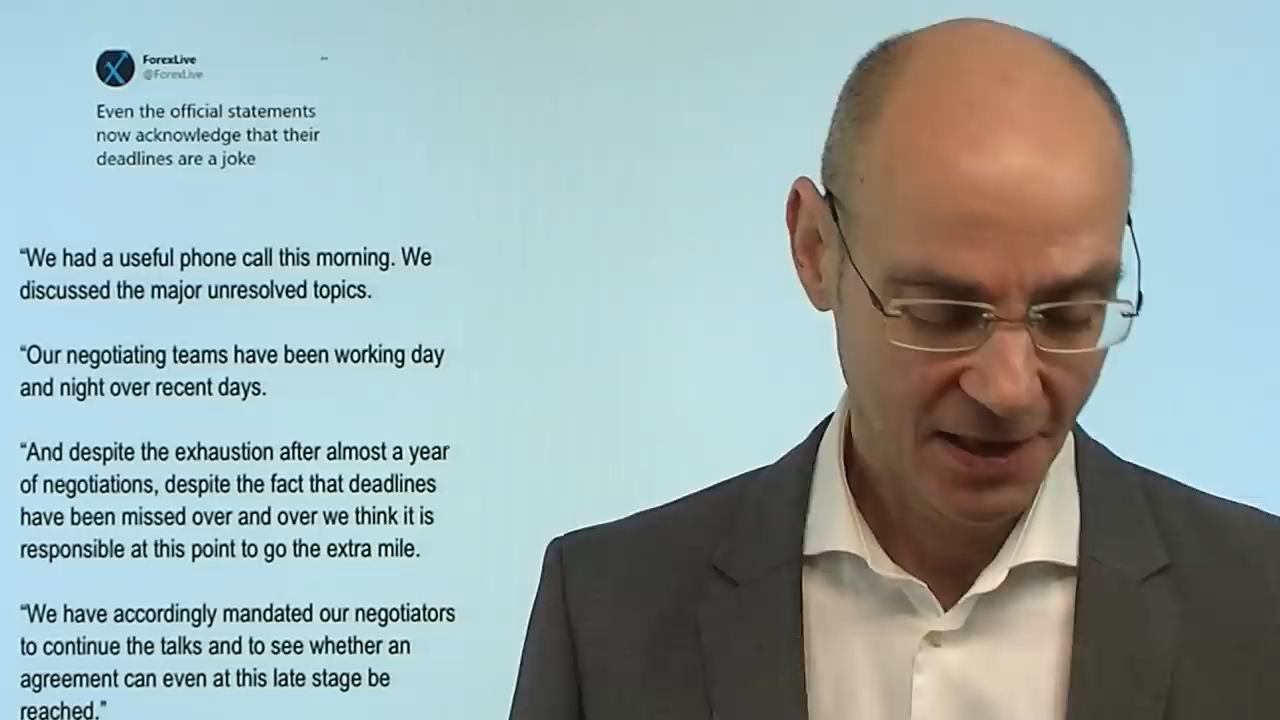 ForexLive
@ForexLive
Even the official statements
now acknowledge that their
deadlines are a joke
“We had a useful phone call this morning. We
discussed the major unresolved topics.
“Our negotiating teams have been working day
and night over recent days.
“And despite the exhaustion after almost a year
of negotiations, despite the fact that deadlines
have been missed over and over we think it is
responsible at this point to go the extra mile.
“We have accordingly mandated our negotiators
to continue the talks and to see whether an
agreement can even at this late stage be
reached.”